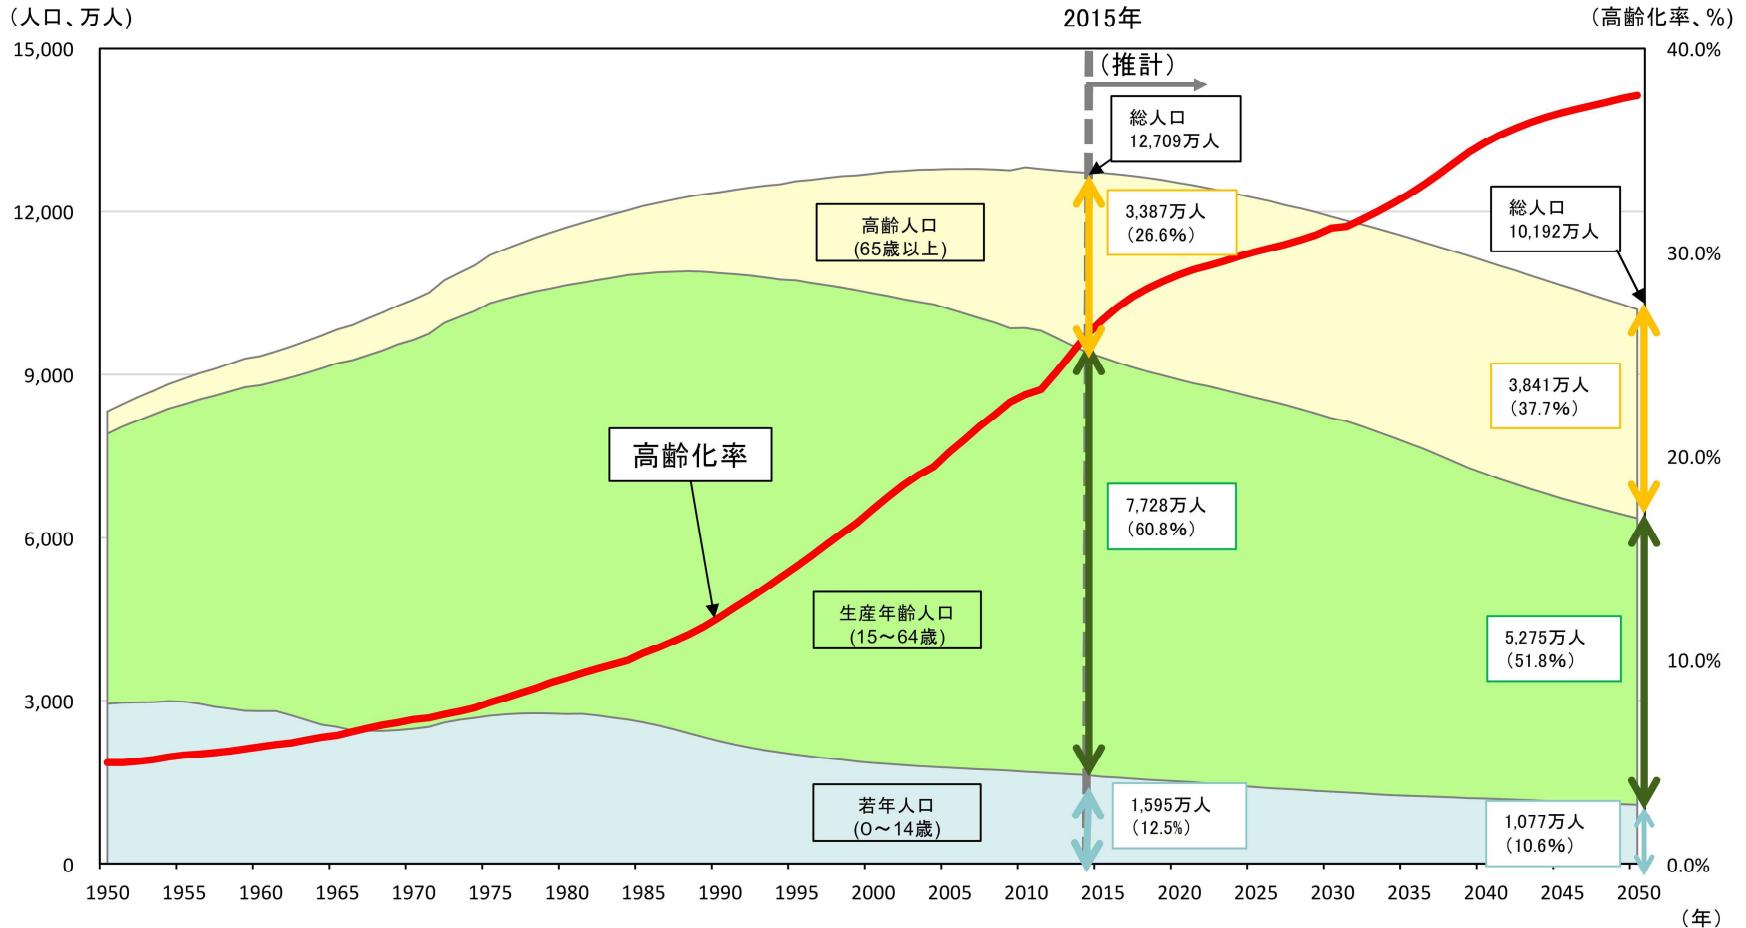 (人口、万人)
2015年
(高齢化率、%)
15,000
12,000
9,000
6,000
3,000
0
40.0%
30.0%
20.0%
10.0%
0.0%
（推計）
総人口
12,709万人
3,387万人
（26.6%）
総人口
10,192万人
高齢人口
(65歳以上)
3,841万人
（37.7%）
高齢化率
7,728万人
（60.8%）
生産年齢人口
(15～64歳)
5,275万人
（51.8%）
若年人口
(0～14歳)
1,595万人
（12.5%）
1,077万人
（10.6%）
1950 1955 1960 1965 1970 1975 1980 1985 1990 1995 2000 2005 2010 2015 2020 2025 2030 2035 2040 2045 2050
（年）